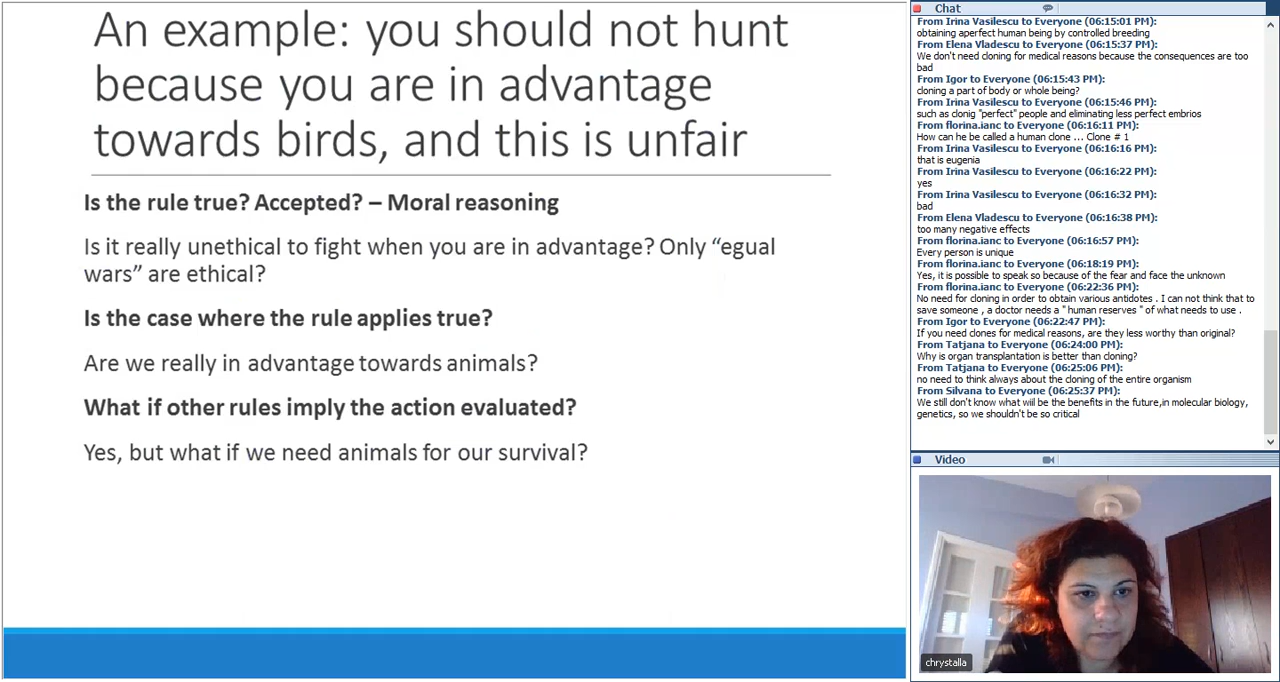 An example: you should not hunt
because you are in advantage
towards birds, and this is unfair
Is the rule true? Accepted? – Moral reasoning
Is it really unethical to fight when you are in advantage? Only “egual
wars” are ethical?
Is the case where the rule applies true?
Are we really in advantage towards animals?
What if other rules imply the action evaluated?
Yes, but what if we need animals for our survival?
Chat
From Irina Vasilescu to Everyone (06:15:01 PM):
obtaining aperfect human being by controlled breeding
From Elena Vladescu to Everyone (06:15:37 PM):
We don't need cloning for medical reasons because the consequences are too
bad
From Igor to Everyone (06:15:43 PM):
cloning a part of body or whole being?
From Irina Vasilescu to Everyone (06:15:46 PM):
such as clonig "perfect" people and eliminating less perfect embrios
From florina.ianc to Everyone (06:16:11 PM):
How can he be called a human clone ... Clone # 1
From Irina Vasilescu to Everyone (06:16:16 PM):
that is eugenia
From Irina Vasilescu to Everyone (06:16:22 PM):
yes
From Irina Vasilescu to Everyone (06:16:32 PM):
bad
From Elena Vladescu to Everyone (06:16:38 PM):
too many negative effects
From florina.ianc to Everyone (06:16:57 PM):
Every person is unique
From florina.ianc to Everyone (06:18:19 PM):
Yes, it is possible to speak so because of the fear and face the unknown
From florina.ianc to Everyone (06:22:36 PM):
No need for cloning in order to obtain various antidotes . I can not think that to
save someone , a doctor needs a " human reserves " of what needs to use .
From Igor to Everyone (06:22:47 PM):
If you need clones for medical reasons, are they less worthy than original?
From Tatjana to Everyone (06:24:00 PM):
Why is organ transplantation is better than cloning?
From Tatjana to Everyone (06:25:06 PM):
no need to think always about the cloning of the entire organism
From Silvana to Everyone (06:25:37 PM):
We still don't know what wiil be the benefits in the future,in molecular biology,
genetics, so we shouldn't be so critical
Video
chrystalla